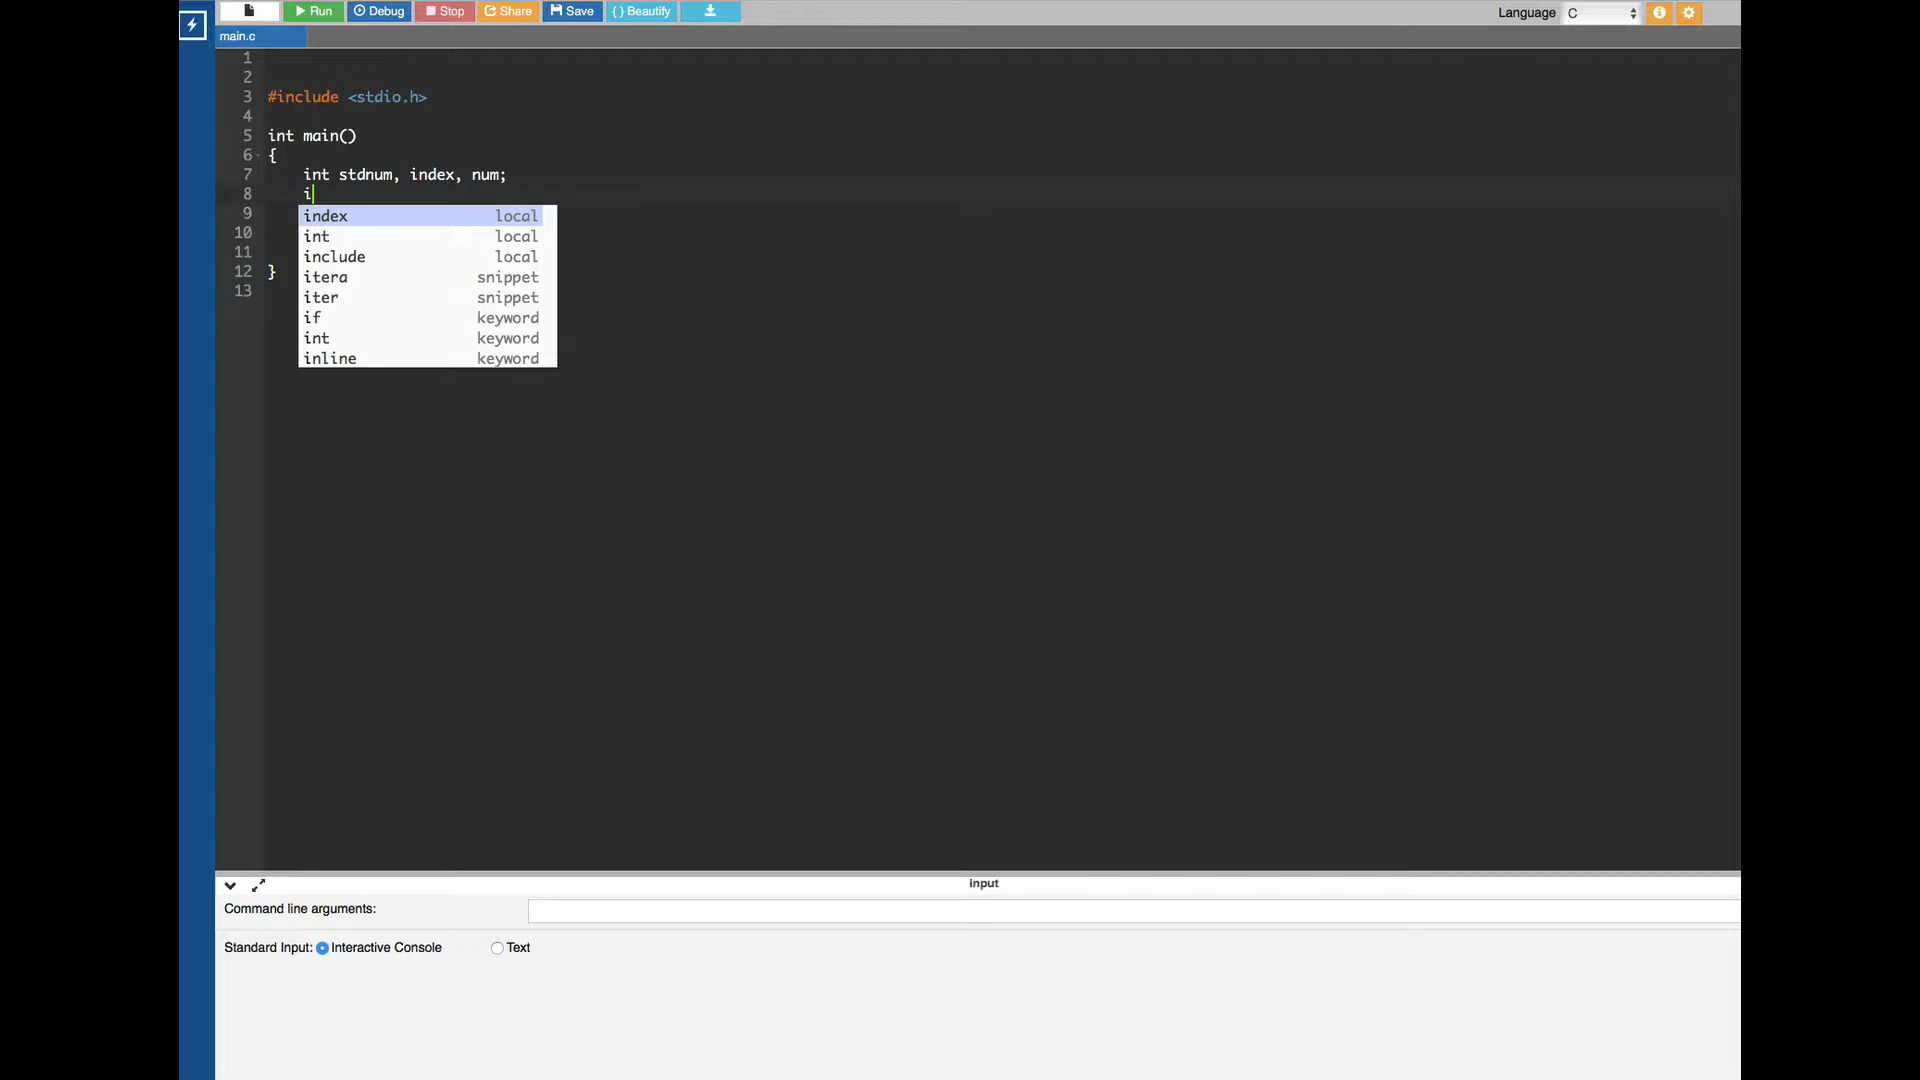 Run Debug Stop Share Save { } Beautify Language C
main.c
1
2
3 #include <stdio.h>
4
5 int main()
6 {
7 int stdnum, index, num;
8 i
9 index local
10 int local
11 include local
12 } itera snippet
13 iter snippet
if keyword
int keyword
inline keyword
input
Command line arguments:
Standard Input: Interactive Console Text